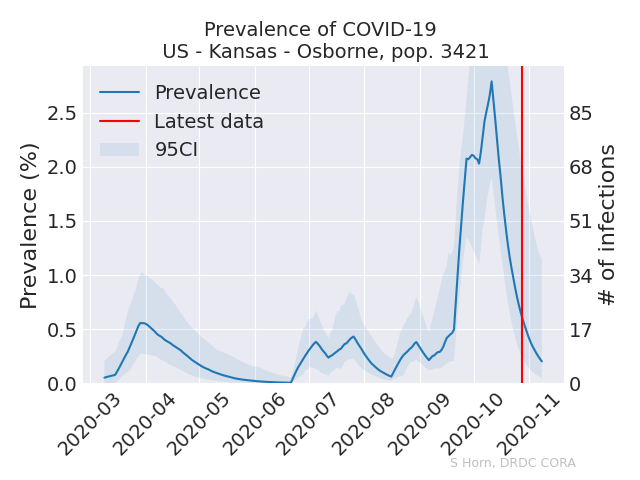 Prevalence of COVID-19
US - Kansas - Osborne, pop. 3421
Prevalence
Latest data
95CI
Prevalence (%)
2.5
2.0
1.5
1.0
0.5
0.0
85
68
51
34
17
0
# of infections
2020-03
2020-04
2020-05
2020-06
2020-07
2020-08
2020-09
2020-10
2020-11
S Horn, DRDC CORA